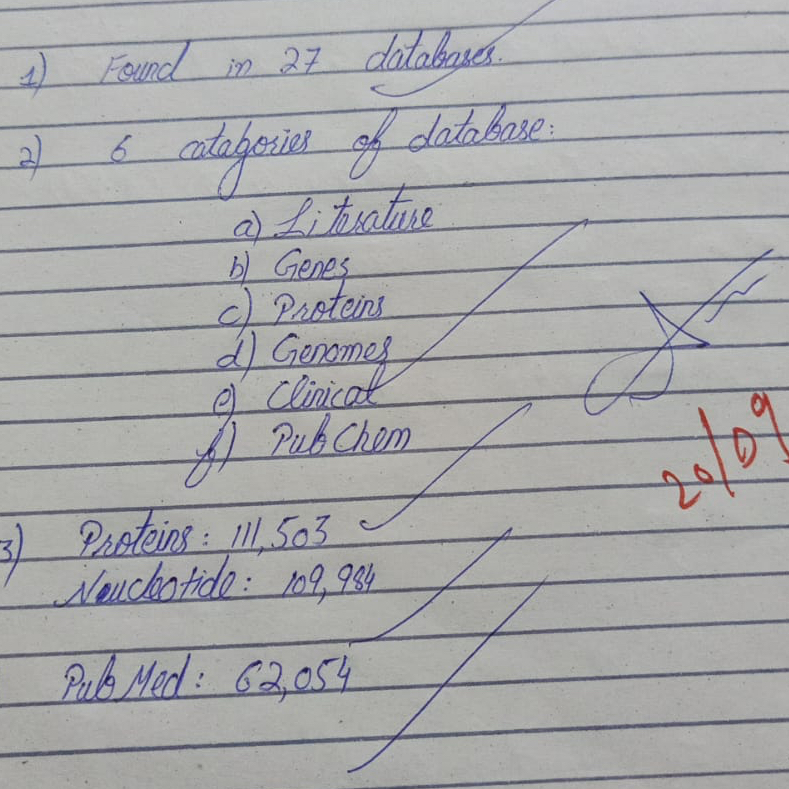 1) Found in 27 databases.
2) 6 catagories of database:
a) Literature
b) Genes
c) Proteins
d) Genomes
e) Clinical
f) PubChem
3) Proteins: 111,503
Neucleotide: 109,984
PubMed: 62,054
20/09